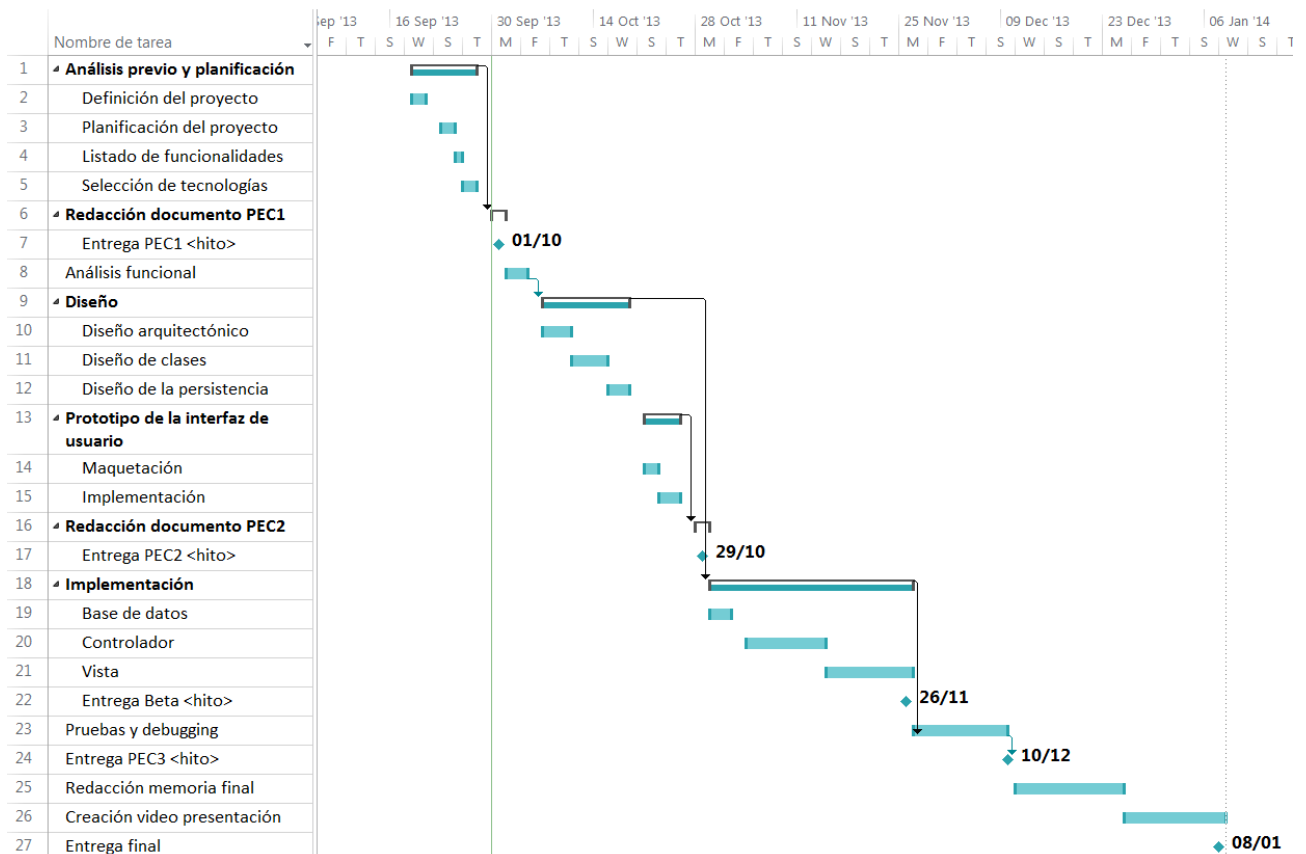 Sep '13 16 Sep '13 30 Sep '13 14 Oct '13 28 Oct '13 11 Nov '13 25 Nov '13 09 Dec '13 23 Dec '13 06 Jan '14
Nombre de tarea F T S W S T M F T S W S T M F T S W S T M F T S W S T M F T S W S T
1 Análisis previo y planificación
2 Definición del proyecto
3 Planificación del proyecto
4 Listado de funcionalidades
5 Selección de tecnologías
6 Redacción documento PEC1
7 Entrega PEC1 <hito> 01/10
8 Análisis funcional
9 Diseño
10 Diseño arquitectónico
11 Diseño de clases
12 Diseño de la persistencia
13 Prototipo de la interfaz de
usuario
14 Maquetación
15 Implementación
16 Redacción documento PEC2
17 Entrega PEC2 <hito> 29/10
18 Implementación
19 Base de datos
20 Controlador
21 Vista
22 Entrega Beta <hito> 26/11
23 Pruebas y debugging
24 Entrega PEC3 <hito> 10/12
25 Redacción memoria final
26 Creación video presentación
27 Entrega final 08/01